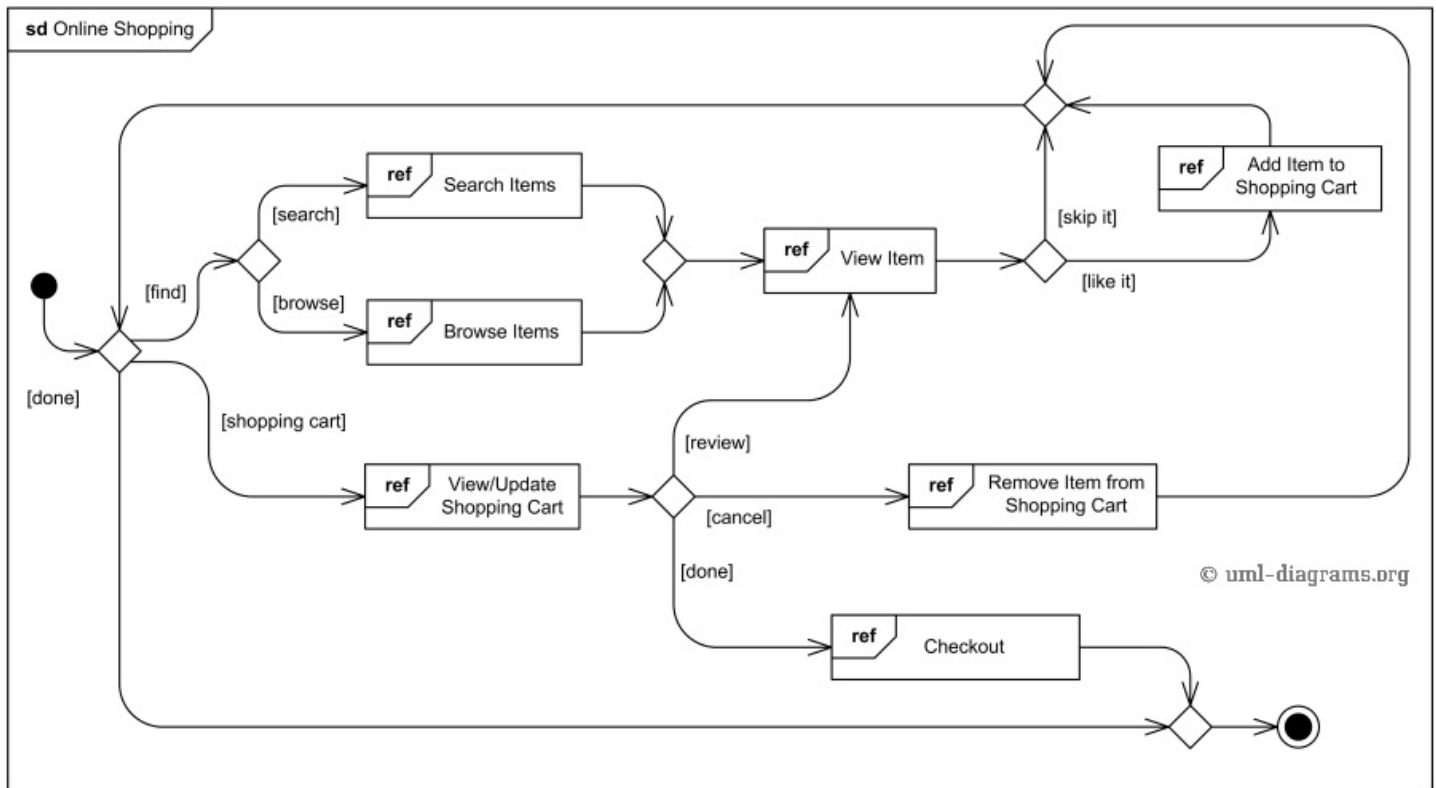 sd Online Shopping
ref
Search Items
[search]
ref
Add Item to
Shopping Cart
[skip it]
ref
View Item
[like it]
[find]
[browse]
ref
Browse Items
[done]
[shopping cart]
[review]
ref
View/Update
Shopping Cart
ref
Remove Item from
Shopping Cart
[cancel]
[done]
© uml-diagrams.org
ref
Checkout